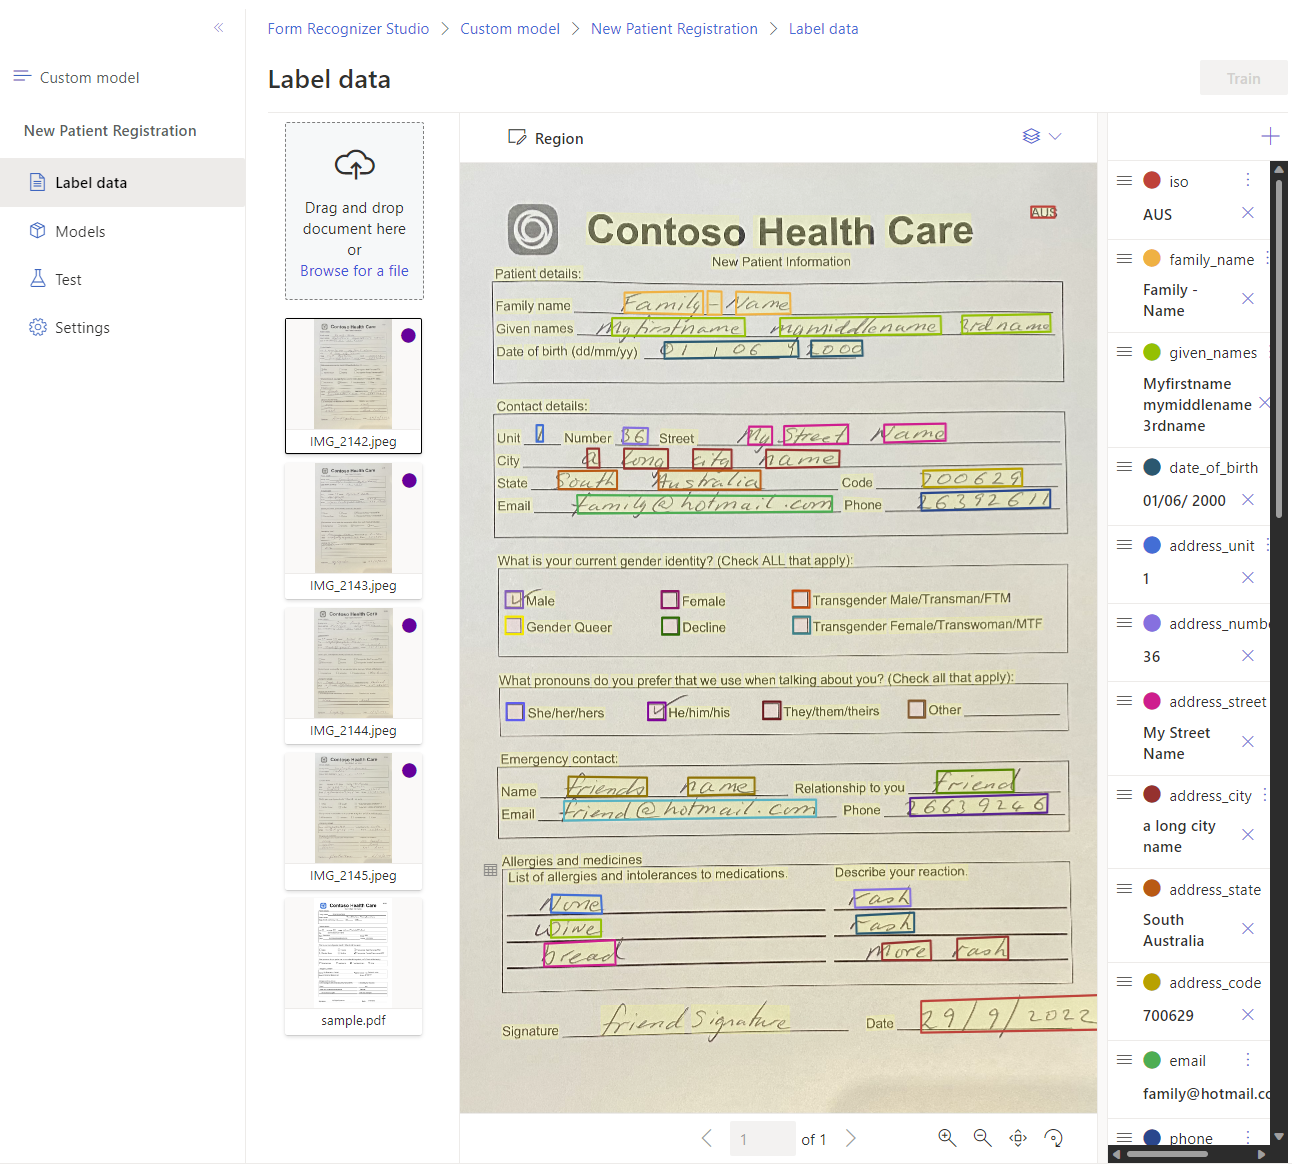 Form Recognizer Studio > Custom model > New Patient Registration > Label data
Custom model
New Patient Registration
Label data
Models
Test
Settings
Label data
Train
Drag and drop
document here
or
Browse for a file
IMG_2142.jpeg
IMG_2143.jpeg
IMG_2144.jpeg
IMG_2145.jpeg
sample.pdf
Region
AUS
Contoso Health Care
New Patient Information
Patient details:
Family name Family - Name
Given names Myfirstname mymiddlename 3rdname
Date of birth (dd/mm/yy) 01 / 06 / 2000
Contact details:
Unit 1 Number 36 Street My Street Name
City a long city name
State South Australia Code 700629
Email family@hotmail.com Phone 26392611
What is your current gender identity? (Check ALL that apply):
Male Female Transgender Male/Transman/FTM
Gender Queer Decline Transgender Female/Transwoman/MTF
What pronouns do you prefer that we use when talking about you? (Check all that apply):
She/her/hers He/him/his They/them/theirs Other
Emergency contact:
Name friends name Relationship to you friend
Email friend@hotmail.com Phone 26639246
Allergies and medicines
List of allergies and intolerances to medications. Describe your reaction.
None rash
Wine rash
bread more rash
Signature friend signature Date 29/9/2022
1 of 1
iso
AUS
family_name
Family -
Name
given_names
Myfirstname
mymiddlename
3rdname
date_of_birth
01/06/ 2000
address_unit
1
address_numbe
36
address_street
My Street
Name
address_city
a long city
name
address_state
South
Australia
address_code
700629
email
family@hotmail.co
phone